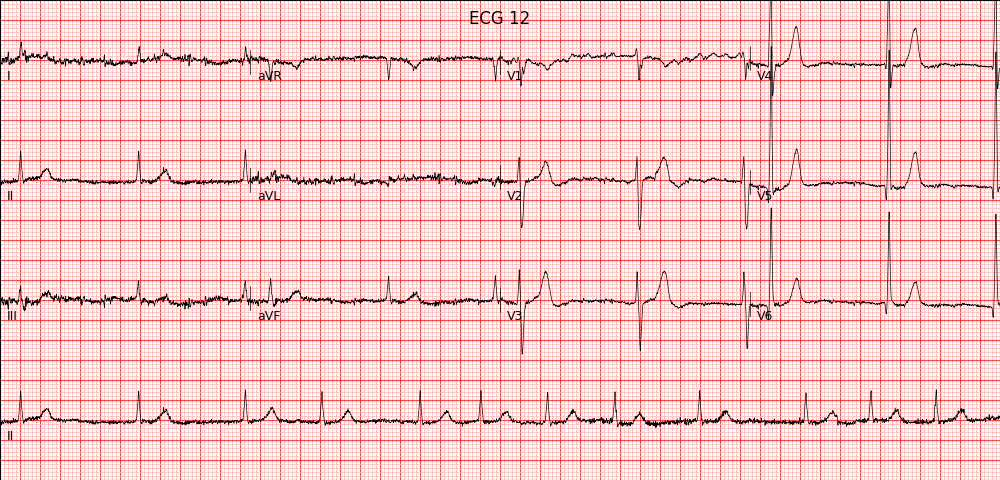 ECG 12
I aVR V1 V4
II aVL V2 V5
III aVF V3 V6
II